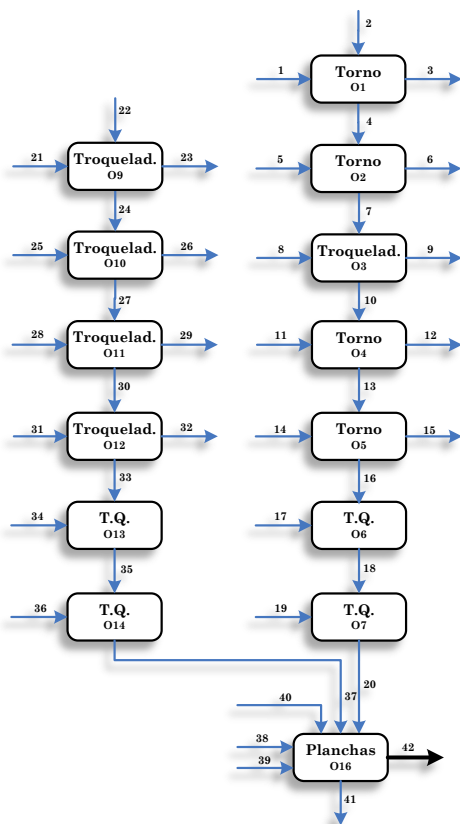 2
1
Torno
O1
3
4
22
21
Troquelad.
O9
23
5
Torno
O2
6
24
7
25
Troquelad.
O10
26
8
Troquelad.
O3
9
27
10
28
Troquelad.
O11
29
11
Torno
O4
12
30
13
31
Troquelad.
O12
32
14
Torno
O5
15
33
16
34
T.Q.
O13
17
T.Q.
O6
35
18
36
T.Q.
O14
19
T.Q.
O7
40
37
20
38
39
Planchas
O16
42
41